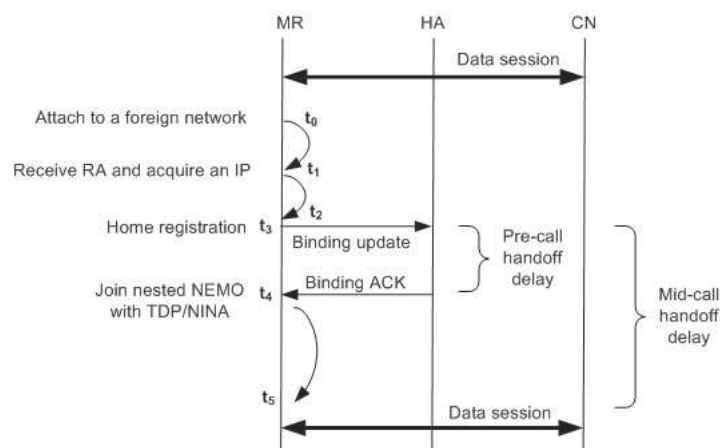 MR HA CN
Data session
Attach to a foreign network t0
Receive RA and acquire an IP t1
t2
Home registration t3
Binding update
Pre-call
handoff
delay
Binding ACK
Join nested NEMO t4
with TDP/NINA
Mid-call
handoff
delay
t5
Data session